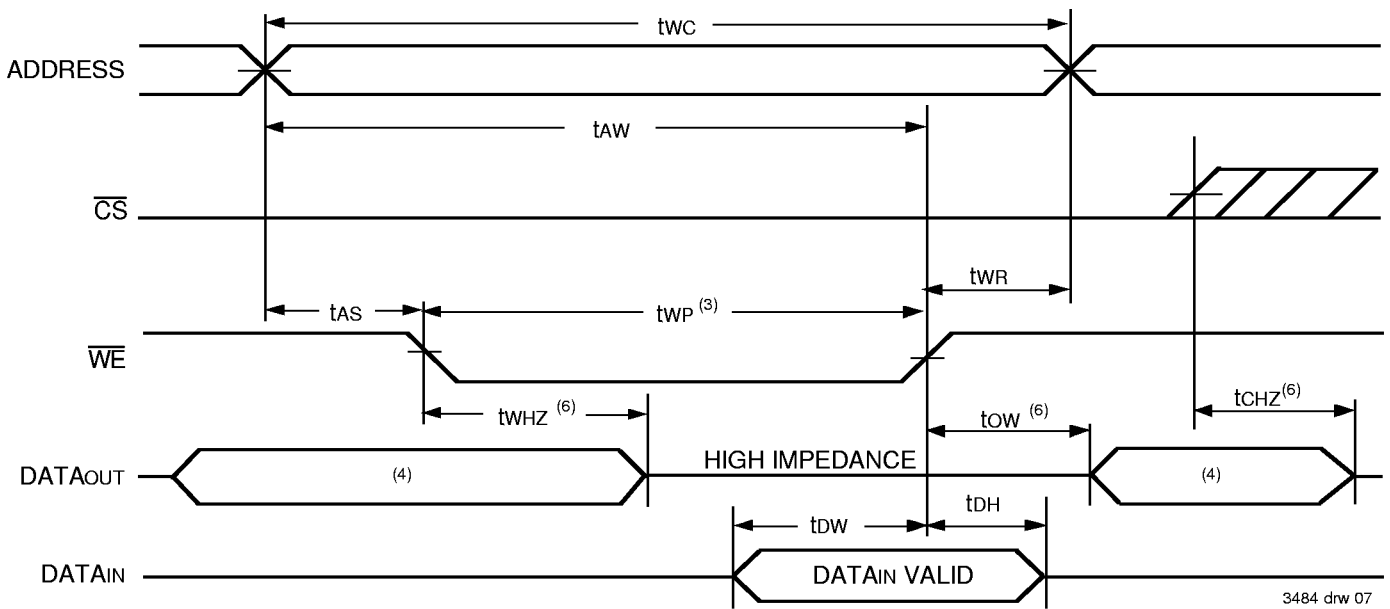 tWC
ADDRESS
tAW
CS
tWR
tAS
tWP (3)
WE
tWHZ (6)
tOW (6)
tCHZ(6)
DATAOUT
(4)
HIGH IMPEDANCE
(4)
tDW
tDH
DATAIN
DATAIN VALID
3484 drw 07